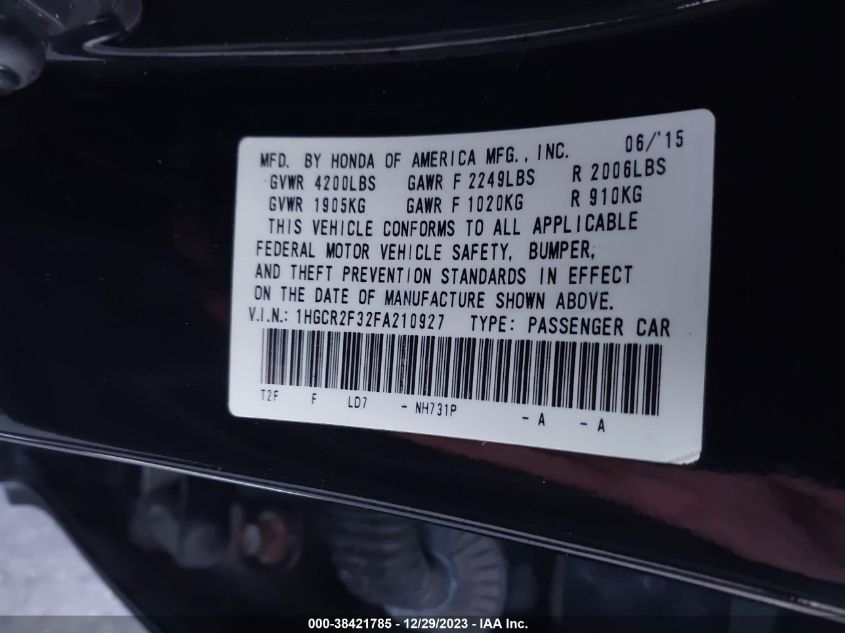 MFD. BY HONDA OF AMERICA MFG., INC. 06/'15
GVWR 4200LBS GAWR F 2249LBS R 2006LBS
GVWR 1905KG GAWR F 1020KG R 910KG
THIS VEHICLE CONFORMS TO ALL APPLICABLE
FEDERAL MOTOR VEHICLE SAFETY, BUMPER,
AND THEFT PREVENTION STANDARDS IN EFFECT
ON THE DATE OF MANUFACTURE SHOWN ABOVE.
V.I.N.: 1HGCR2F32FA210927 TYPE: PASSENGER CAR
T2F F LD7 - NH731P - A - A
000-38421785 - 12/29/2023 - IAA Inc.